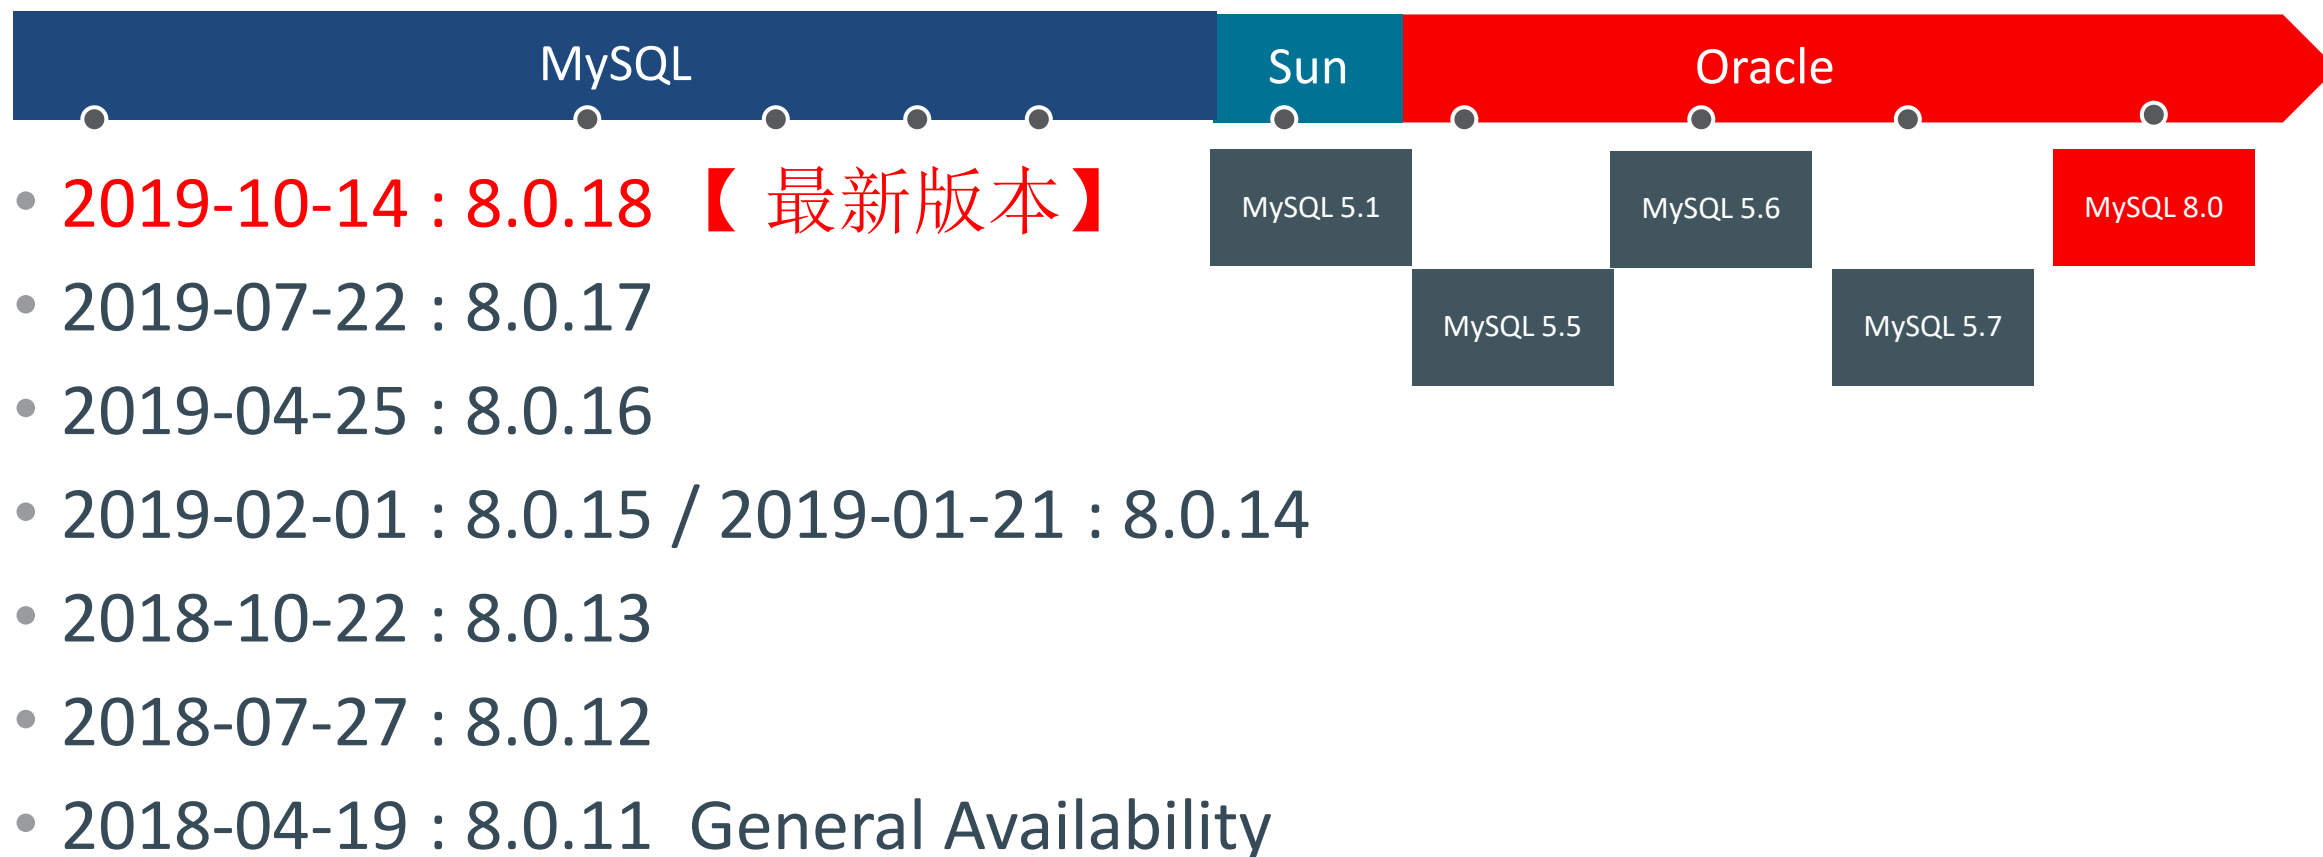 MySQL
Sun
Oracle
• 2019-10-14 : 8.0.18 【 最新版本】
• 2019-07-22 : 8.0.17
• 2019-04-25 : 8.0.16
• 2019-02-01 : 8.0.15 / 2019-01-21 : 8.0.14
• 2018-10-22 : 8.0.13
• 2018-07-27 : 8.0.12
• 2018-04-19 : 8.0.11 General Availability
MySQL 5.1
MySQL 5.5
MySQL 5.6
MySQL 5.7
MySQL 8.0